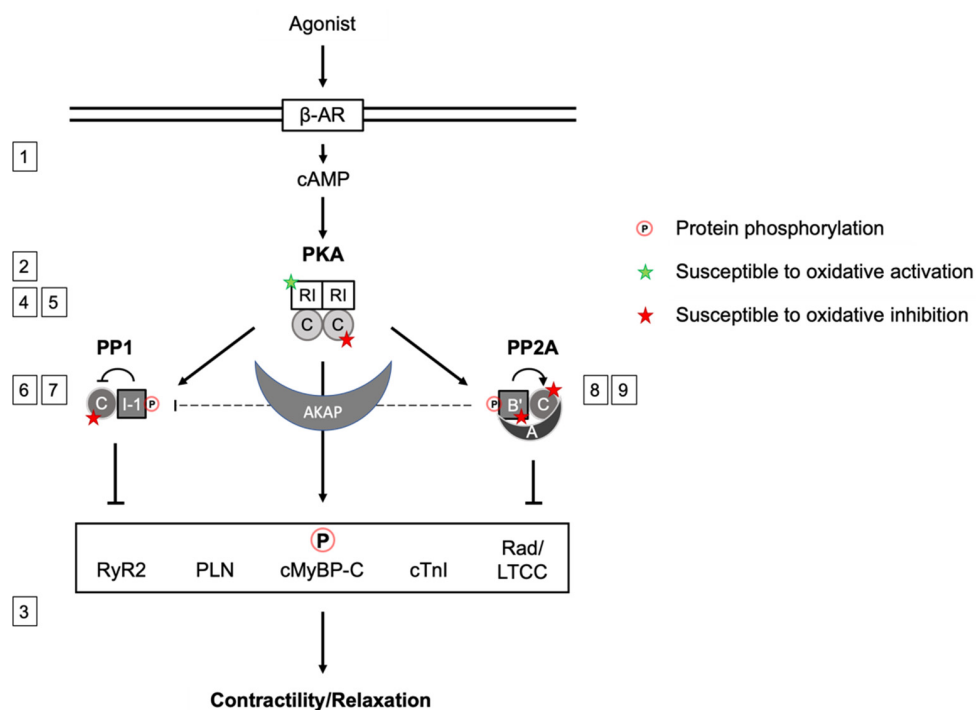 Agonist
β-AR
1
cAMP
2
PKA
4 5
RI RI
C C
PP1
PP2A
6 7
C I-1 P
AKAP
P B' C
A
8 9
P
RyR2 PLN cMyBP-C cTnI Rad/
LTCC
3
Contractility/Relaxation
P Protein phosphorylation
Susceptible to oxidative activation
Susceptible to oxidative inhibition